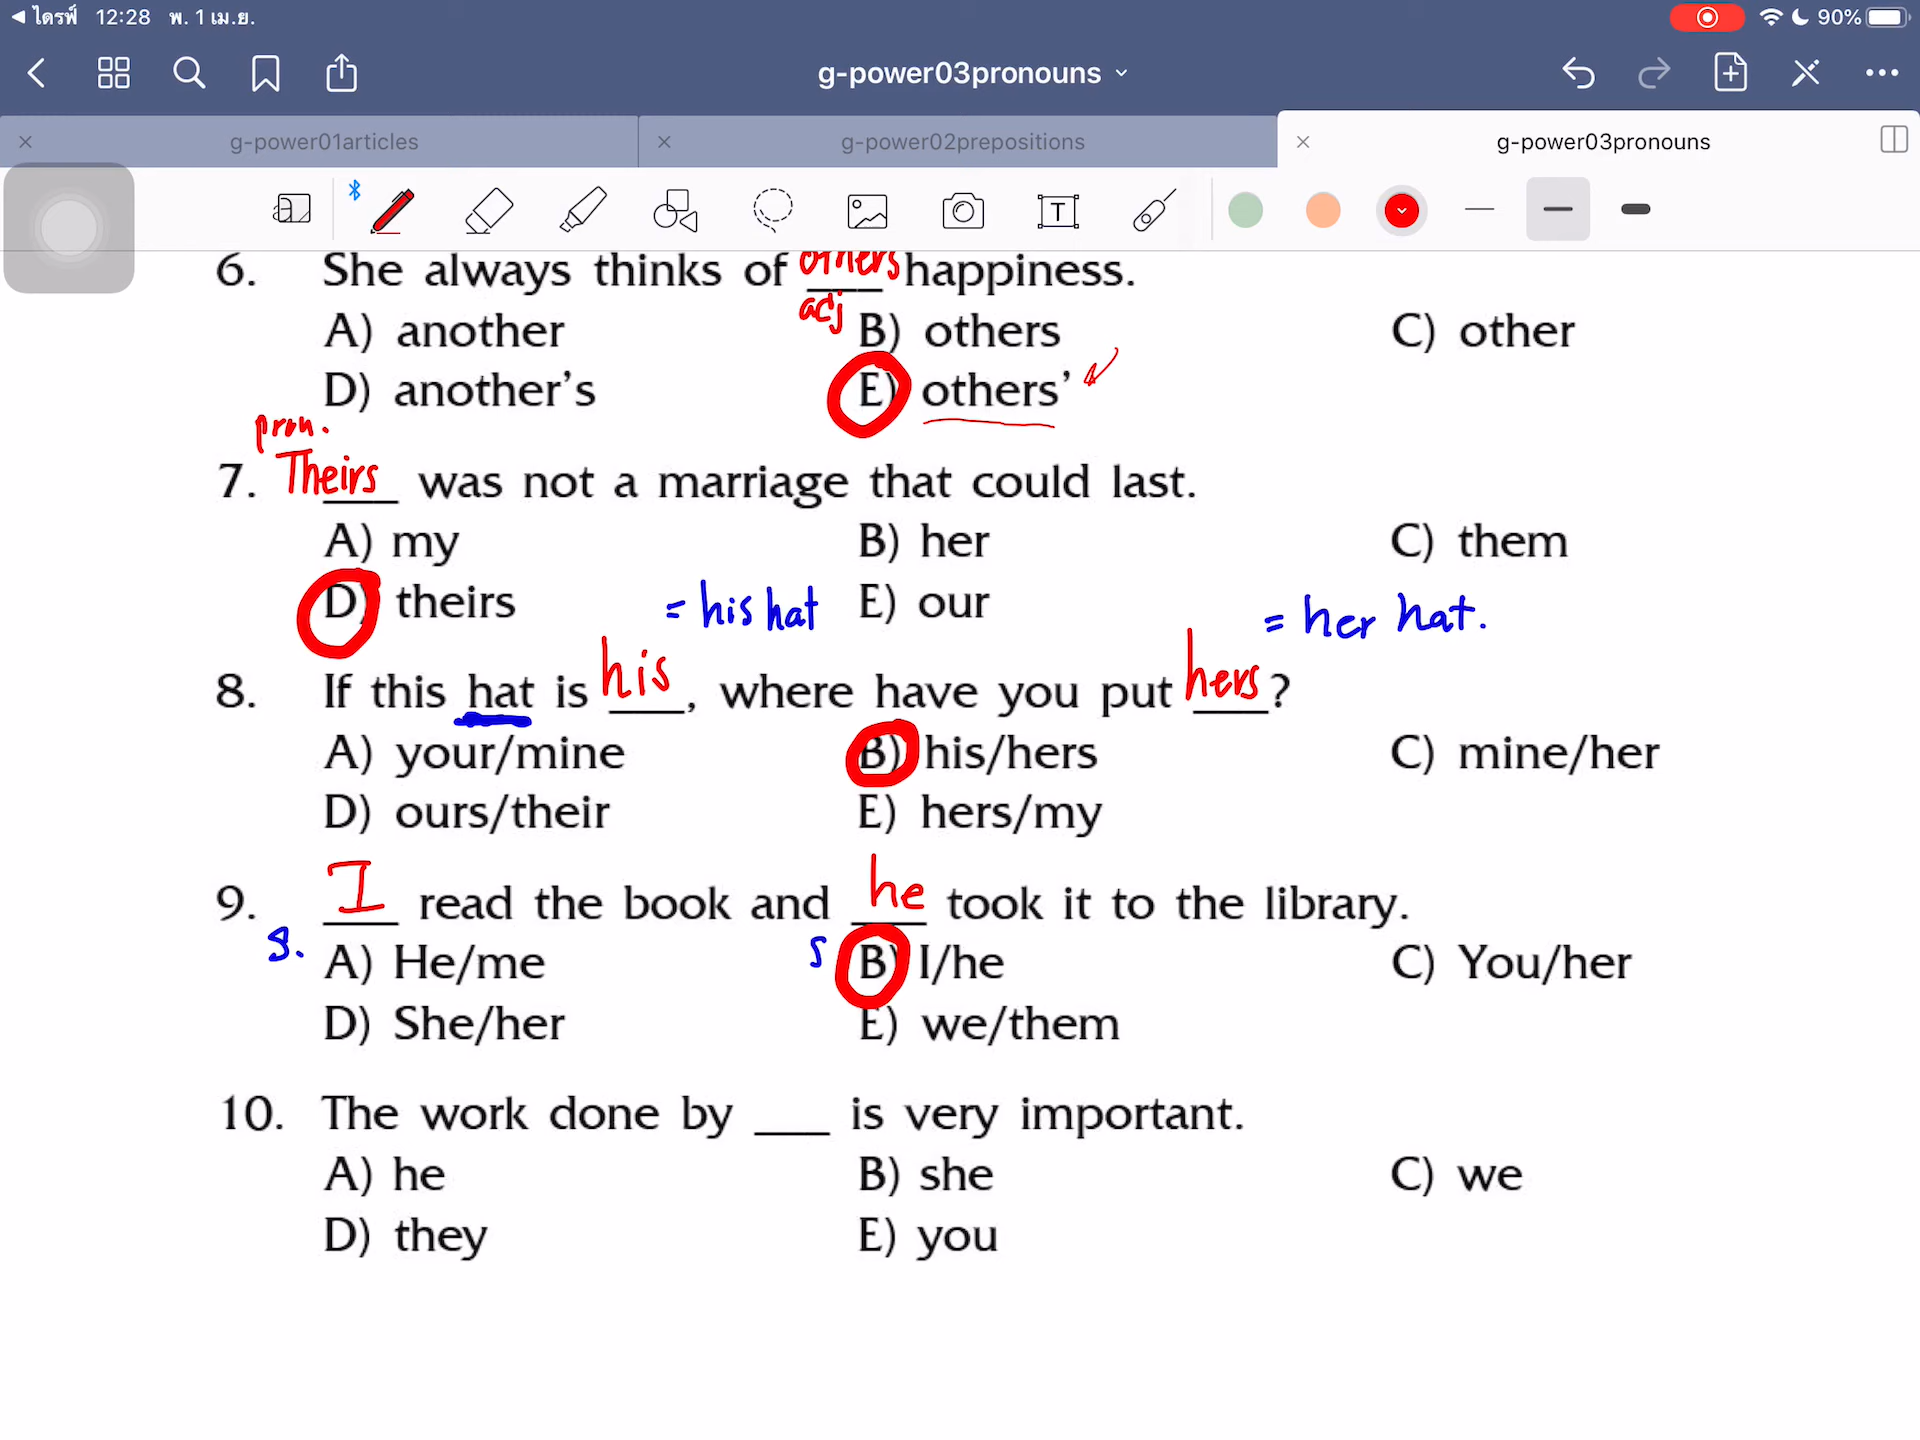 ไดรฟ์ 12:28 พ. 1 เม.ย. 90%
g-power03pronouns
g-power01articles g-power02prepositions g-power03pronouns
6. She always thinks of others happiness.
adj
A) another B) others C) other
D) another's E) others'
pron.
7. Theirs was not a marriage that could last.
A) my B) her C) them
D) theirs = his hat E) our = her hat.
8. If this hat is his, where have you put hers?
A) your/mine B) his/hers C) mine/her
D) ours/their E) hers/my
9. I read the book and he took it to the library.
S. A) He/me S B) I/he C) You/her
D) She/her E) we/them
10. The work done by ___ is very important.
A) he B) she C) we
D) they E) you